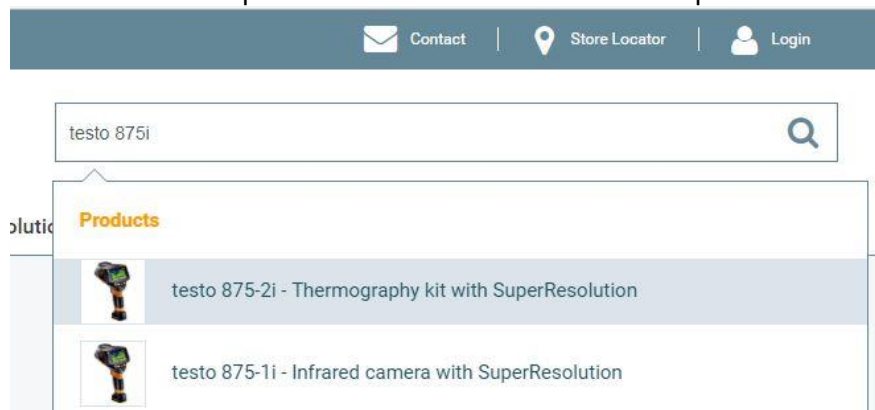 Contact
Store Locator
Login
testo 875i
Products
testo 875-2i - Thermography kit with SuperResolution
testo 875-1i - Infrared camera with SuperResolution